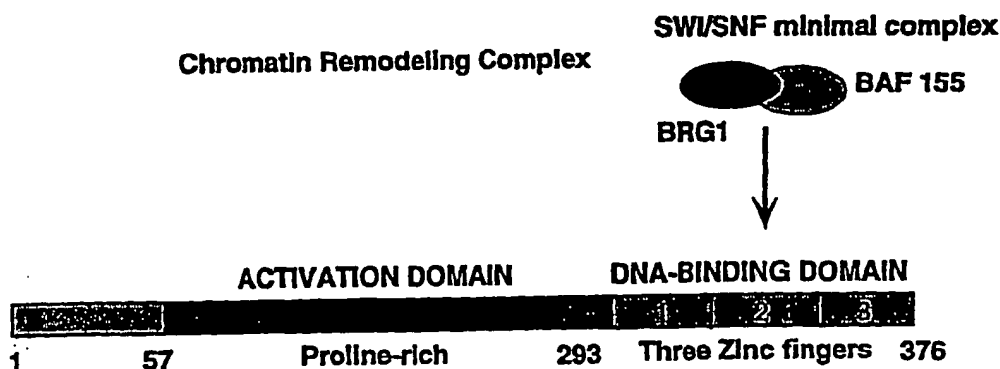 SWI/SNF minimal complex
Chromatin Remodeling Complex
BAF 155
BRG1
ACTIVATION DOMAIN DNA-BINDING DOMAIN
1 2 3
1 57 Proline-rich 293 Three Zinc fingers 376